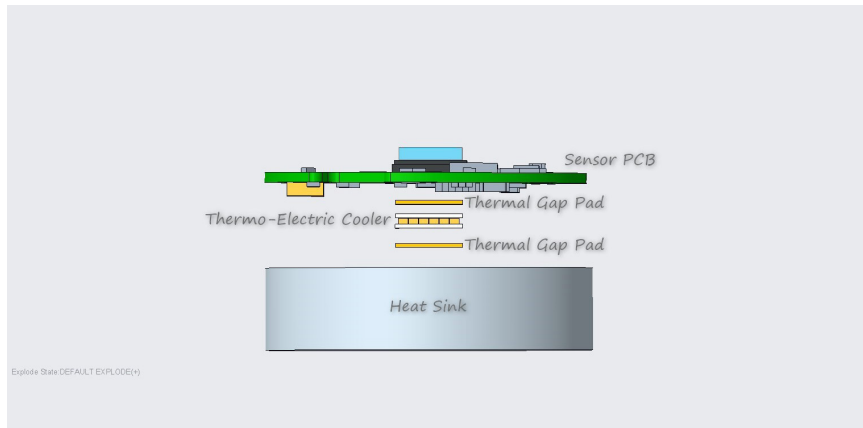 Sensor PCB
Thermal Gap Pad
Thermo-Electric Cooler
Thermal Gap Pad
Heat Sink
Explode State:DEFAULT EXPLODE(+)